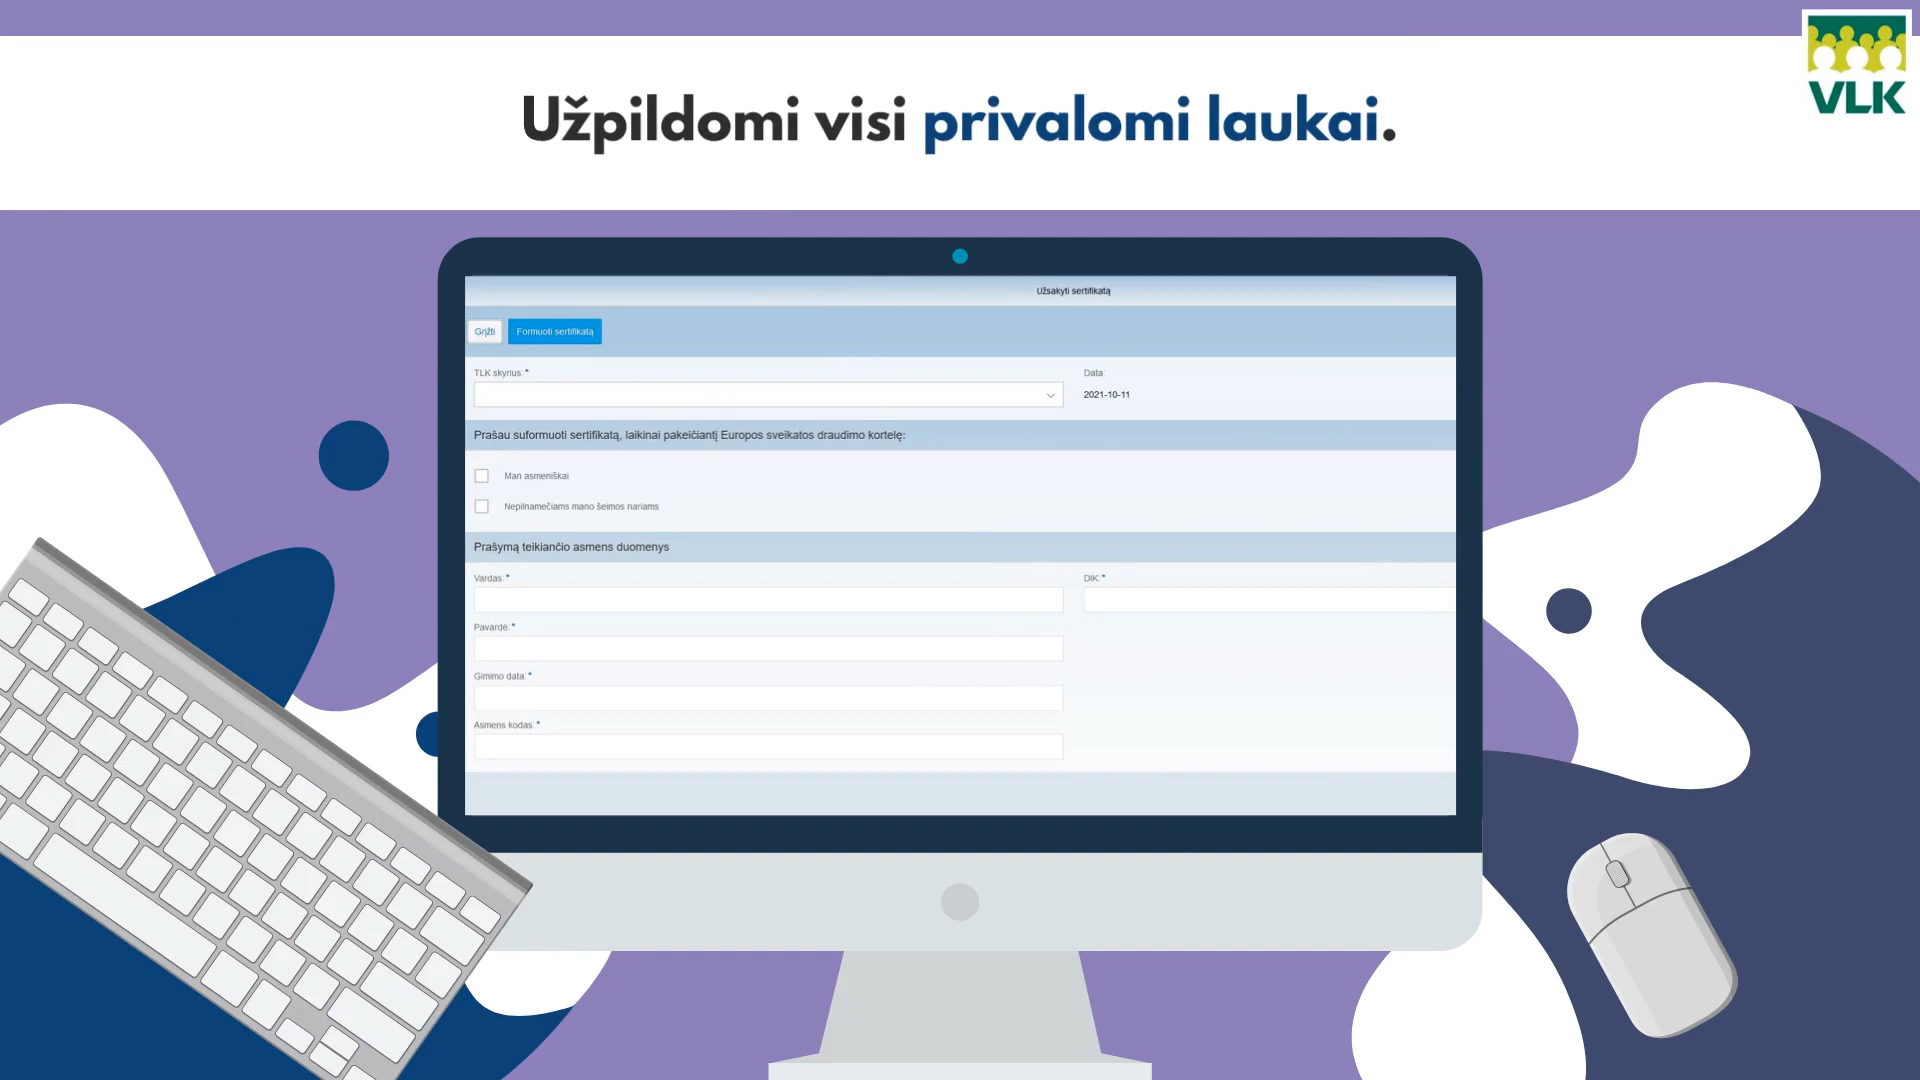 VLK
Užpildomi visi privalomi laukai.
Užsakyti sertifikatą
Grįžti
Formuoti sertifikatą
TLK skyrius: *
Data:
2021-10-11
Prašau suformuoti sertifikatą, laikinai pakeičiantį Europos sveikatos draudimo kortelę:
Man asmeniškai
Nepilnamečiams mano šeimos nariams
Prašymą teikiančio asmens duomenys
Vardas: *
DIK: *
Pavardė: *
Gimimo data: *
Asmens kodas: *